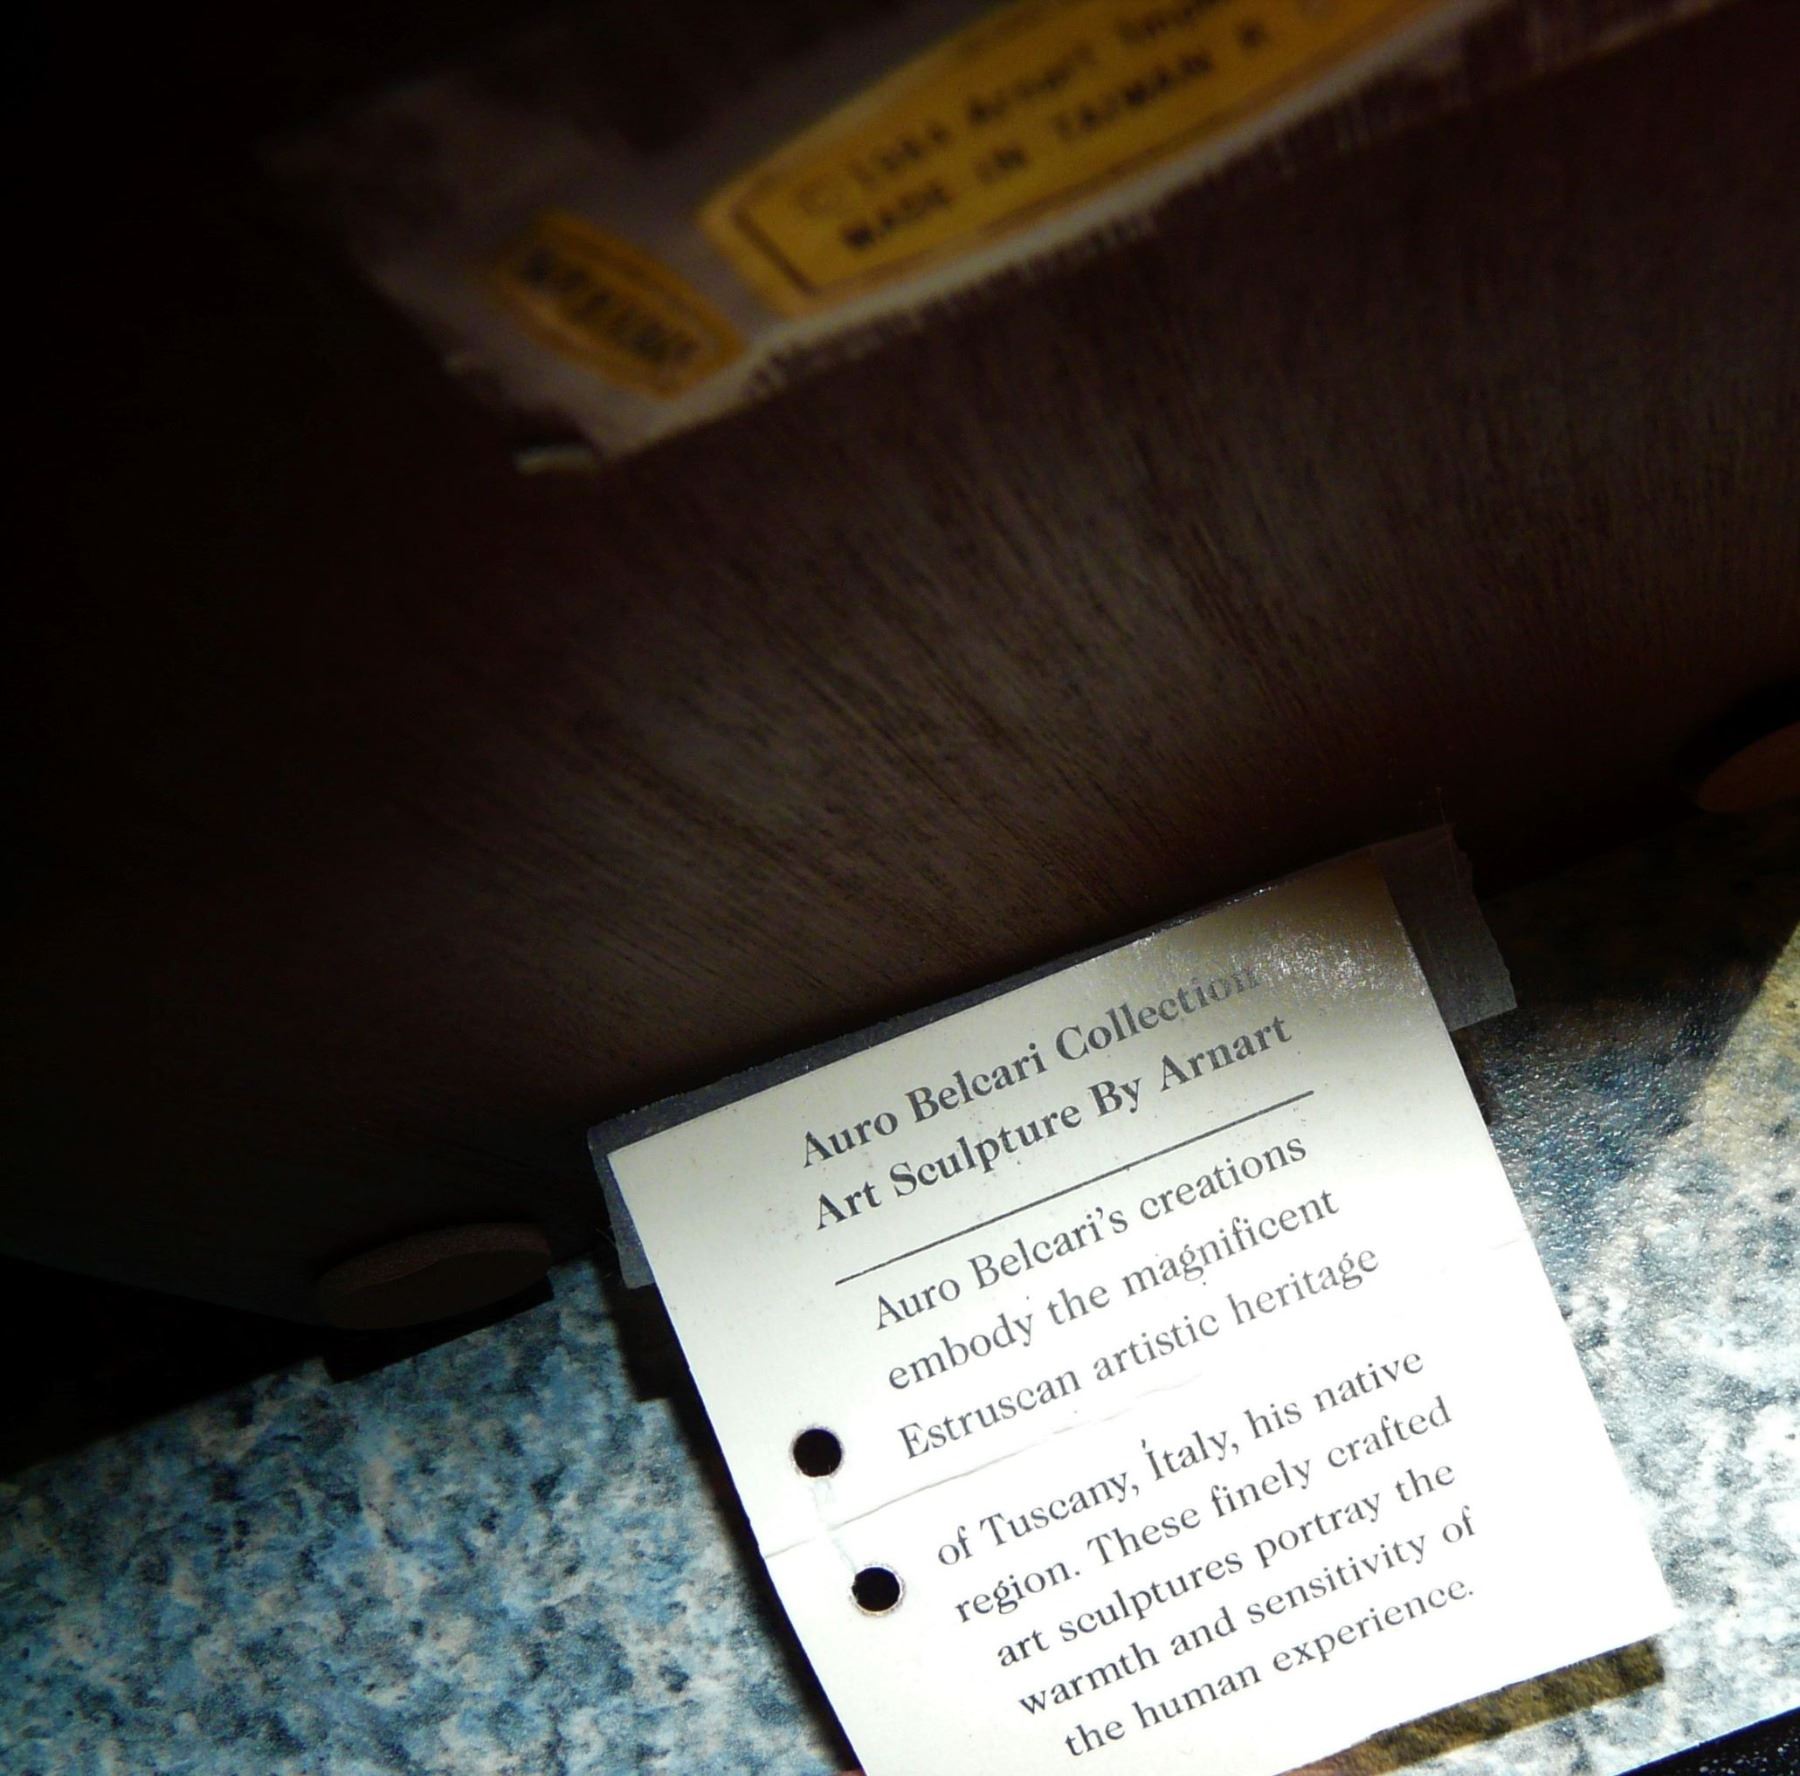 Arnart
MADE IN TAIWAN R
Auro Belcari Collection
Art Sculpture By Arnart
Auro Belcari's creations
embody the magnificent
Estruscan artistic heritage
of Tuscany, Italy, his native
region. These finely crafted
art sculptures portray the
warmth and sensitivity of
the human experience.